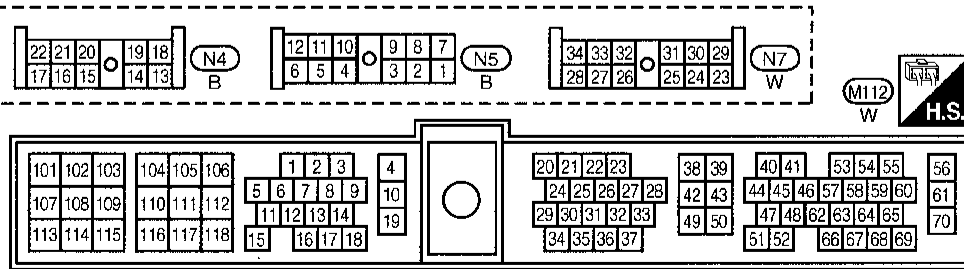 22 21 20 19 18 N4
17 16 15 14 13 B
12 11 10 9 8 7 N5
6 5 4 3 2 1 B
34 33 32 31 30 29 N7
28 27 26 25 24 23 W
M112
W
H.S.
101 102 103 104 105 106 1 2 3 4 20 21 22 23 38 39 40 41 53 54 55 56
5 6 7 8 9 10 24 25 26 27 28 42 43 44 45 46 57 58 59 60 61
107 108 109 110 111 112 11 12 13 14 19 29 30 31 32 33 49 50 47 48 62 63 64 65 70
113 114 115 116 117 118 15 16 17 18 34 35 36 37 51 52 66 67 68 69